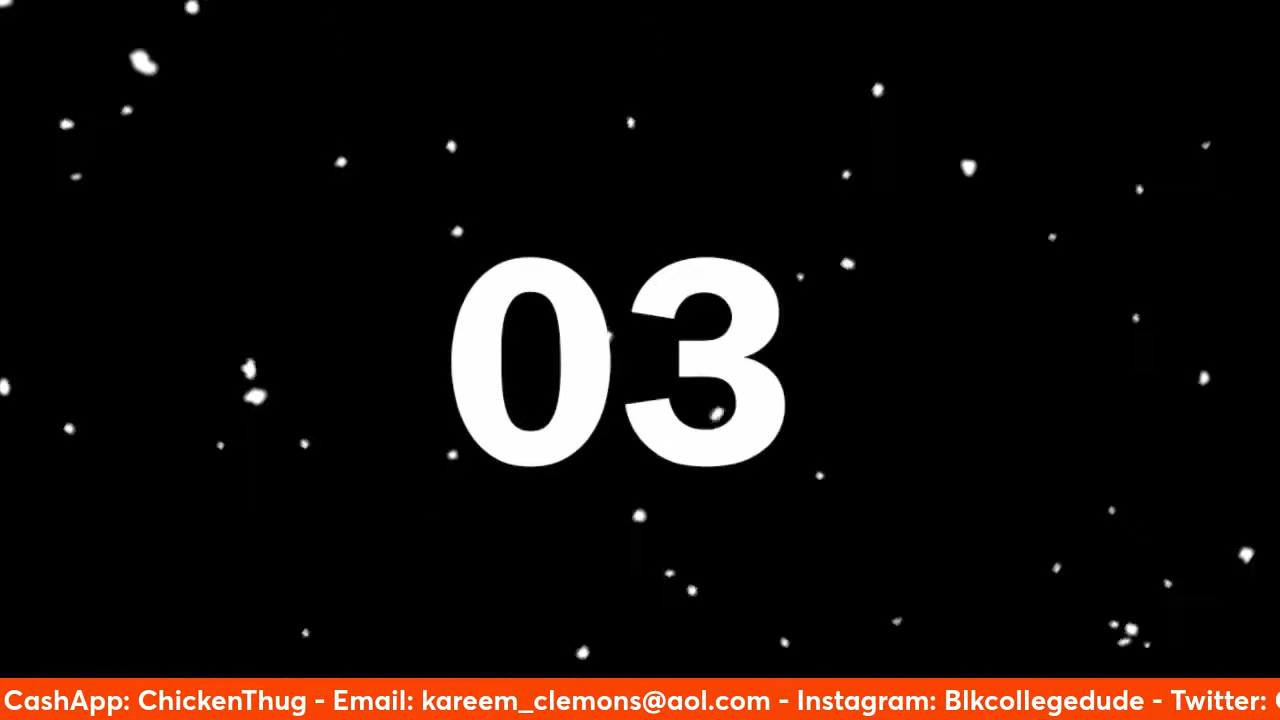 03
CashApp: ChickenThug - Email: kareem_clemons@aol.com - Instagram: Blkcollegedude - Twitter: